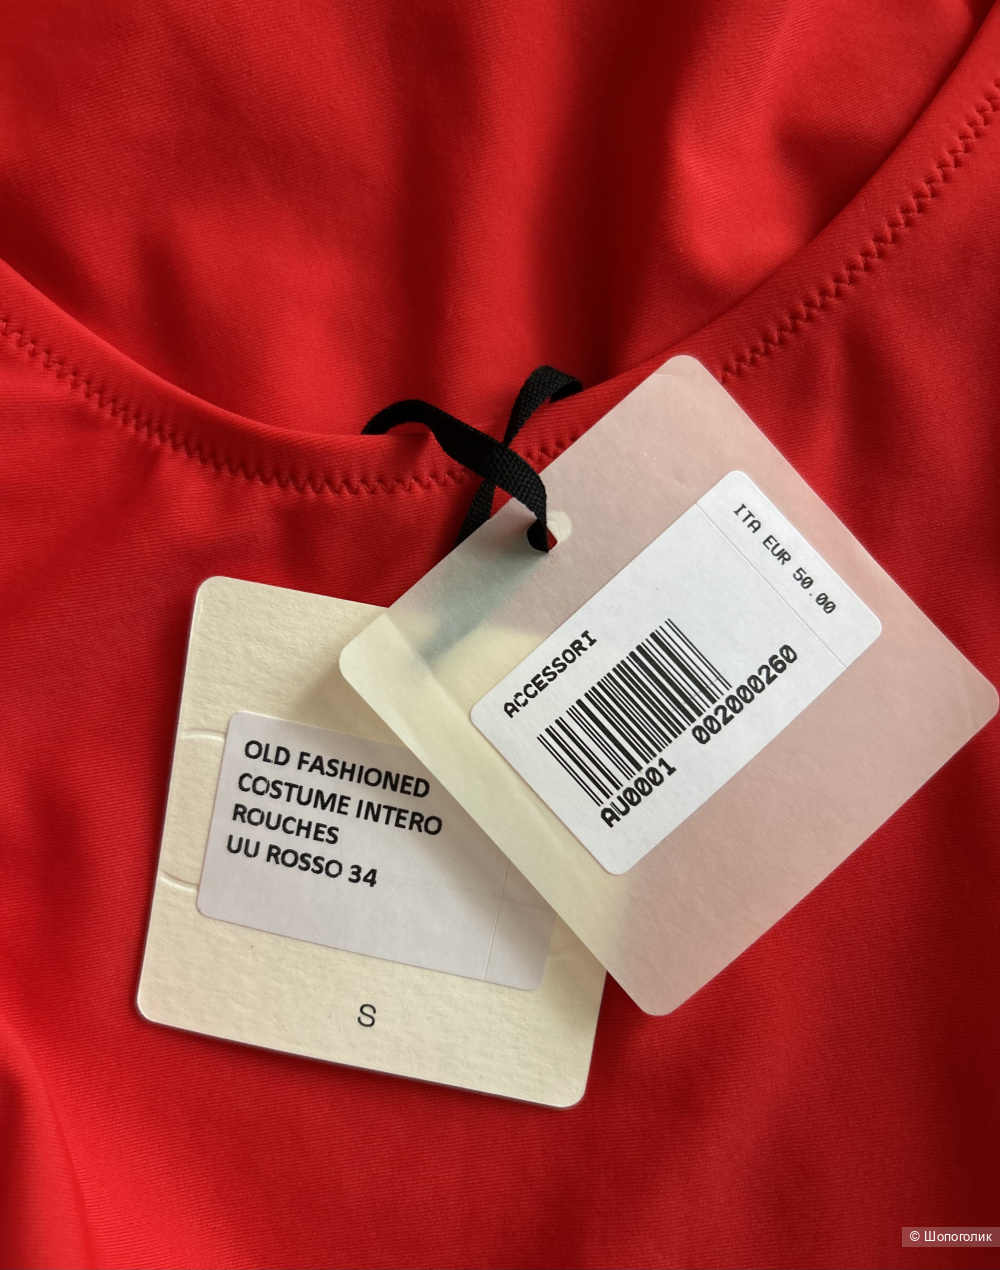 ITA EUR 50.00
ACCESSORI
AU0001 002000260
OLD FASHIONED
COSTUME INTERO
ROUCHES
UU ROSSO 34
S
© Шопоголик